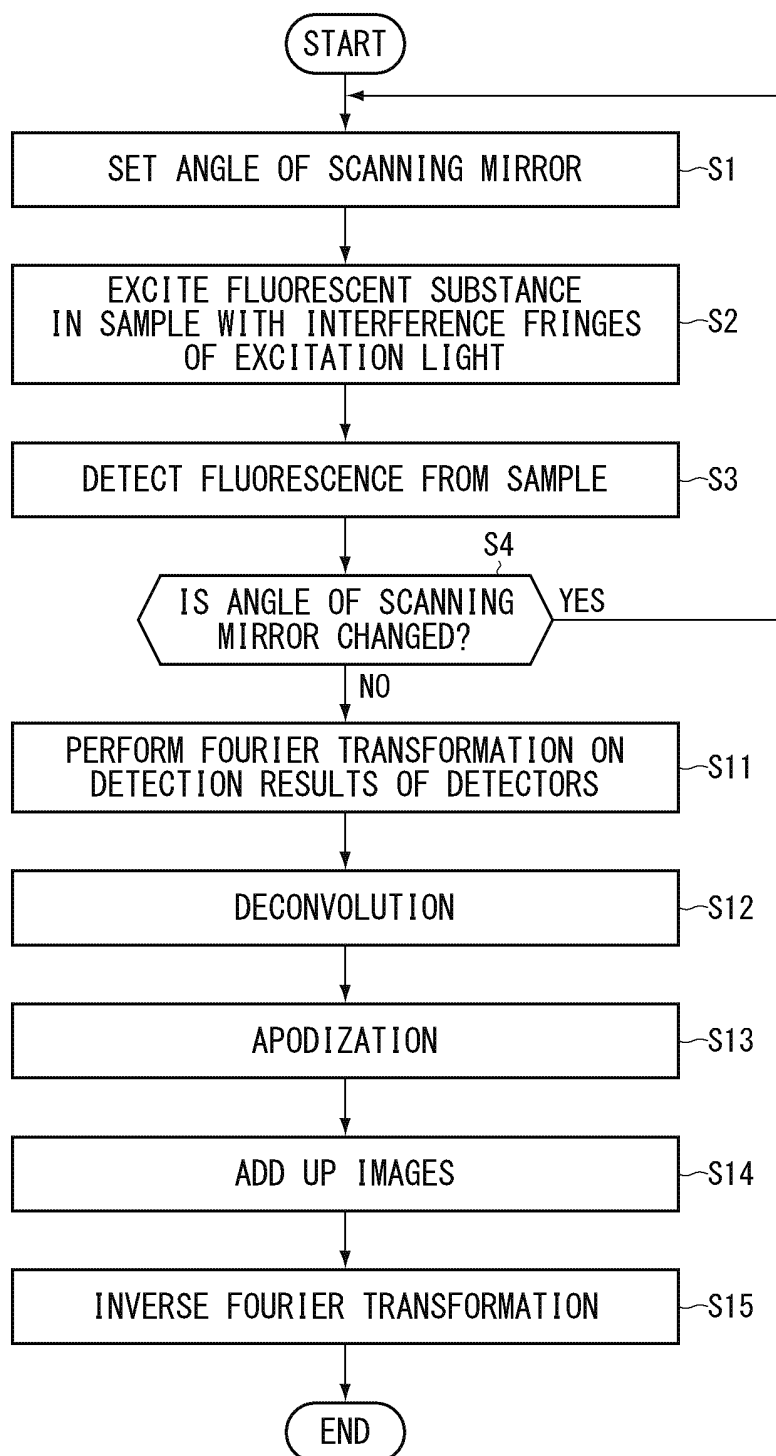 START
SET ANGLE OF SCANNING MIRROR
S1
EXCITE FLUORESCENT SUBSTANCE
IN SAMPLE WITH INTERFERENCE FRINGES
OF EXCITATION LIGHT
S2
DETECT FLUORESCENCE FROM SAMPLE
S3
S4
IS ANGLE OF SCANNING
MIRROR CHANGED?
YES
NO
PERFORM FOURIER TRANSFORMATION ON
DETECTION RESULTS OF DETECTORS
S11
DECONVOLUTION
S12
APODIZATION
S13
ADD UP IMAGES
S14
INVERSE FOURIER TRANSFORMATION
S15
END